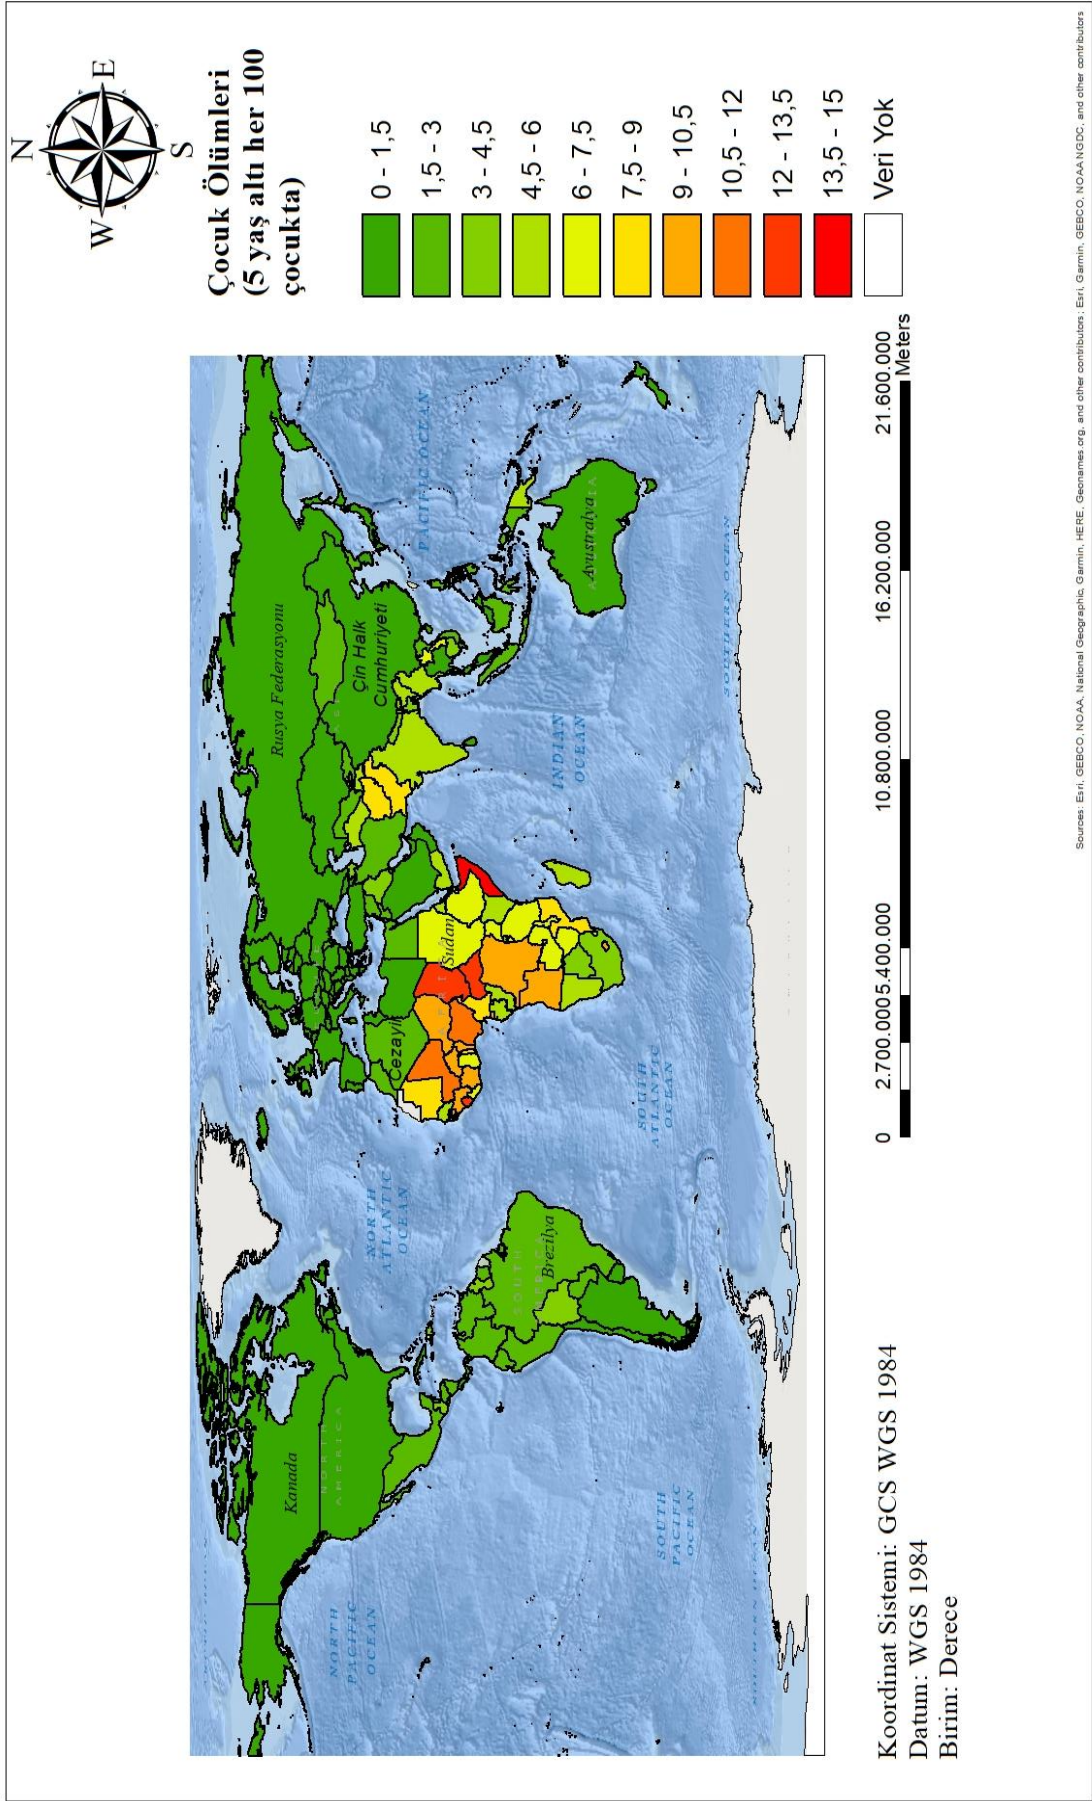 N
W
E
S
Çocuk Ölümleri
(5 yaş altı her 100
çocukta)
0 - 1,5
1,5 - 3
3 - 4,5
4,5 - 6
6 - 7,5
7,5 - 9
9 - 10,5
10,5 - 12
12 - 13,5
13,5 - 15
Veri Yok
Rusya Federasyonu
Kanada
Çin Halk
Cumhuriyeti
NORTH
AMERICA
NORTH
PACIFIC
OCEAN
NORTH
ATLANTIC
OCEAN
PACIFIC OCEAN
Cezayir
Sudan
SOUTH
Brezilya
INDIAN
OCEAN
Avustralya
SOUTH
PACIFIC
OCEAN
SOUTH
ATLANTIC
OCEAN
SOUTHERN OCEAN
0
2.700.000
5.400.000
10.800.000
16.200.000
21.600.000
Meters
Koordinat Sistemi: GCS WGS 1984
Datum: WGS 1984
Birim: Derece
Sources: Esri, GEBCO, NOAA, National Geographic, Garmin, HERE, Geonames.org, and other contributors; Esri, Garmin, GEBCO, NOAA NGDC, and other contributors